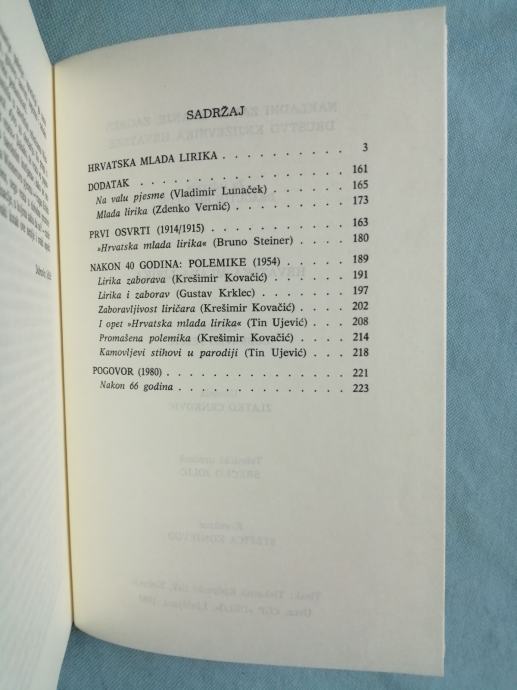 SADRŽAJ
HRVATSKA MLADA LIRIKA . . . . . . . . . . 3
DODATAK . . . . . . . . . . . . . . . . 161
Na valu pjesme (Vladimir Lunaček) . . . . . . 165
Mlada lirika (Zdenko Vernić) . . . . . . . . 173
PRVI OSVRTI (1914/1915) . . . . . . . . . 163
»Hrvatska mlada lirika« (Bruno Steiner) . . . . 180
NAKON 40 GODINA: POLEMIKE (1954) . . . . 189
Lirika zaborava (Krešimir Kovačić) . . . . . . 191
Lirika i zaborav (Gustav Krklec) . . . . . . . 197
Zaboravljivost liričara (Krešimir Kovačić) . . . 202
I opet »Hrvatska mlada lirika« (Tin Ujević) . . . 208
Promašena polemika (Krešimir Kovačić) . . . . 214
Kamovljevi stihovi u parodiji (Tin Ujević) . . . 218
POGOVOR (1980) . . . . . . . . . . . . . 221
Nakon 66 godina . . . . . . . . . . . . . 223